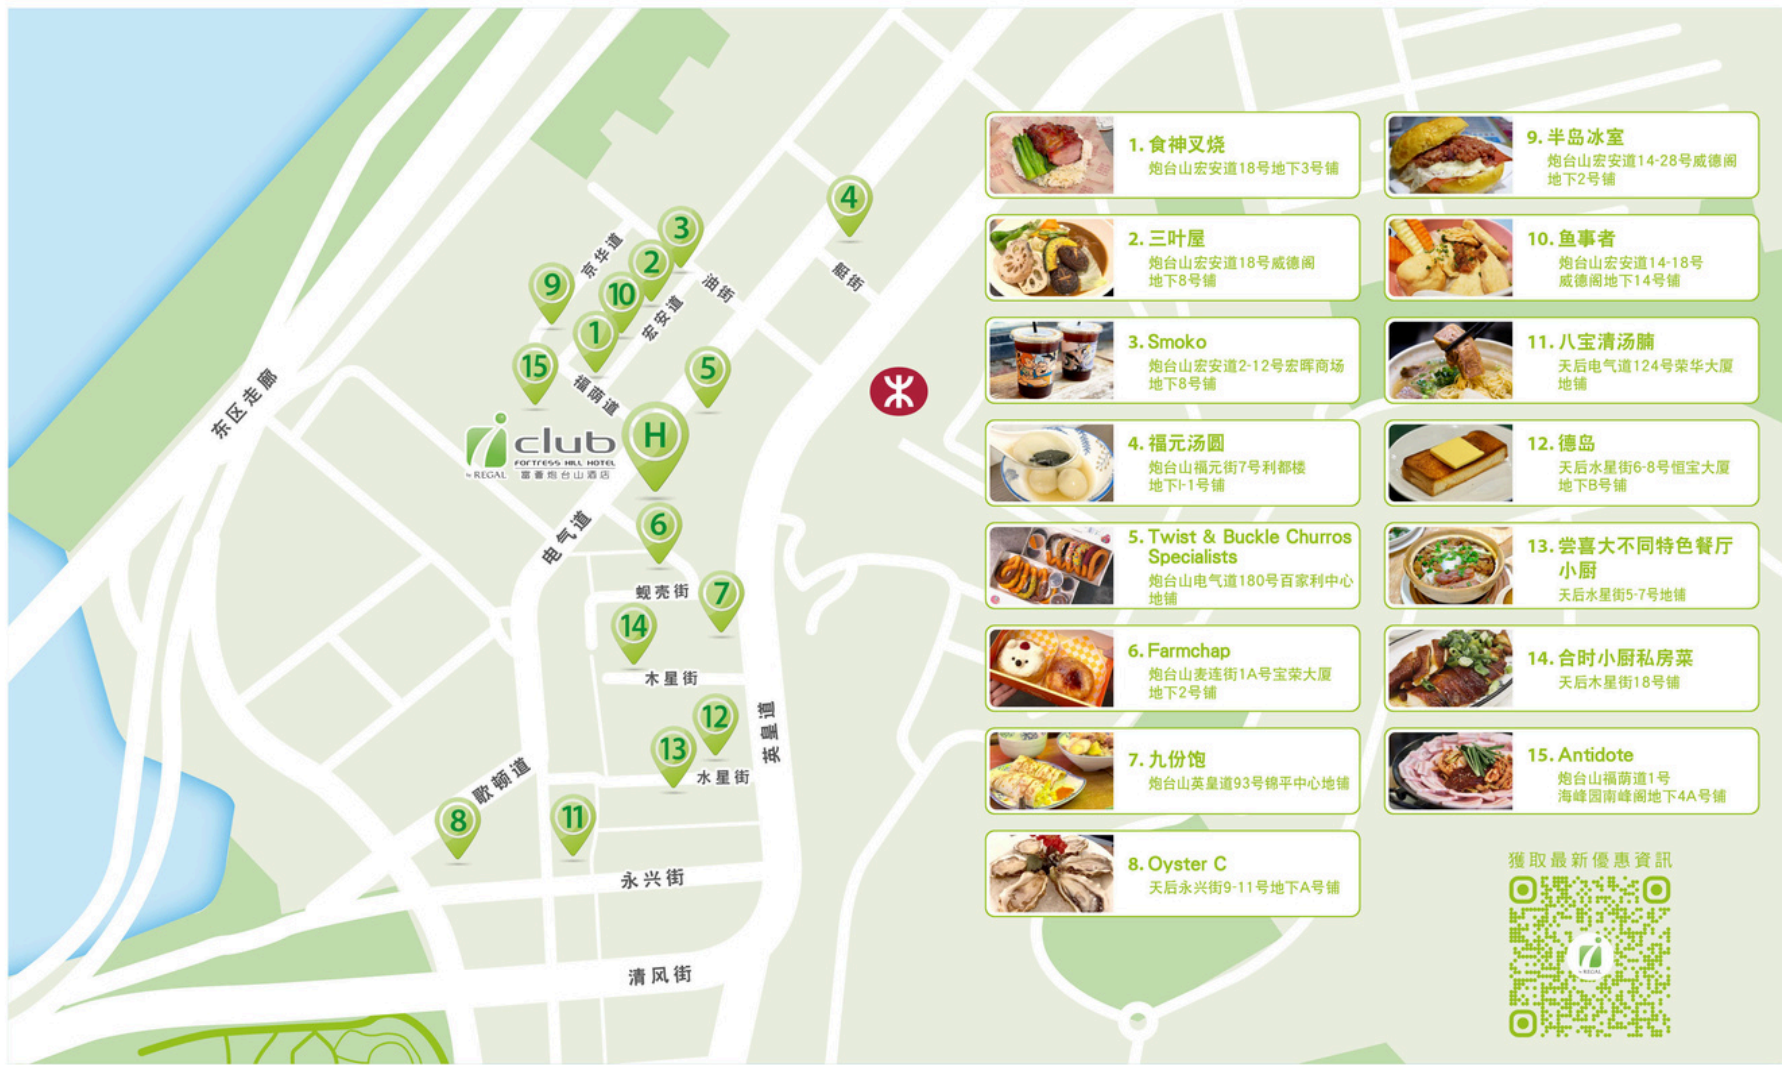 4
3
2
9
10
1
15
5
H
6
7
14
12
13
8
11
京华道
油街
宏安道
福荫道
东区走廊
iclub
FORTRESS HILL HOTEL
by REGAL 富薈炮台山酒店
电气道
蚬壳街
木星街
英皇道
水星街
歌顿道
永兴街
清风街
1. 食神叉烧
炮台山宏安道18号地下3号铺
2. 三叶屋
炮台山宏安道18号威德阁
地下8号铺
3. Smoko
炮台山宏安道2-12号宏晖商场
地下8号铺
4. 福元汤圆
炮台山福元街7号利都楼
地下I-1号铺
5. Twist & Buckle Churros
Specialists
炮台山电气道180号百家利中心
地铺
6. Farmchap
炮台山麦连街1A号宝荣大厦
地下2号铺
7. 九份饱
炮台山英皇道93号锦平中心地铺
8. Oyster C
天后永兴街9-11号地下A号铺
9. 半岛冰室
炮台山宏安道14-28号威德阁
地下2号铺
10. 鱼事者
炮台山宏安道14-18号
威德阁地下14号铺
11. 八宝清汤腩
天后电气道124号荣华大厦
地铺
12. 德岛
天后水星街6-8号恒宝大厦
地下B号铺
13. 尝喜大不同特色餐厅
小厨
天后水星街5-7号地铺
14. 合时小厨私房菜
天后木星街18号铺
15. Antidote
炮台山福荫道1号
海峰园南峰阁地下4A号铺
獲取最新優惠資訊
by REGAL